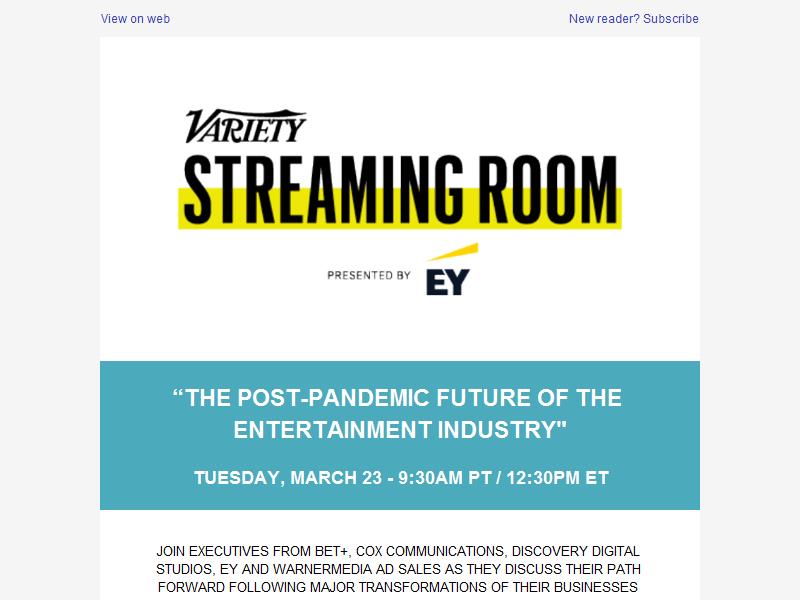 View on web
New reader? Subscribe
VARIETY
STREAMING ROOM
PRESENTED BY EY
“THE POST-PANDEMIC FUTURE OF THE
ENTERTAINMENT INDUSTRY"
TUESDAY, MARCH 23 - 9:30AM PT / 12:30PM ET
JOIN EXECUTIVES FROM BET+, COX COMMUNICATIONS, DISCOVERY DIGITAL
STUDIOS, EY AND WARNERMEDIA AD SALES AS THEY DISCUSS THEIR PATH
FORWARD FOLLOWING MAJOR TRANSFORMATIONS OF THEIR BUSINESSES